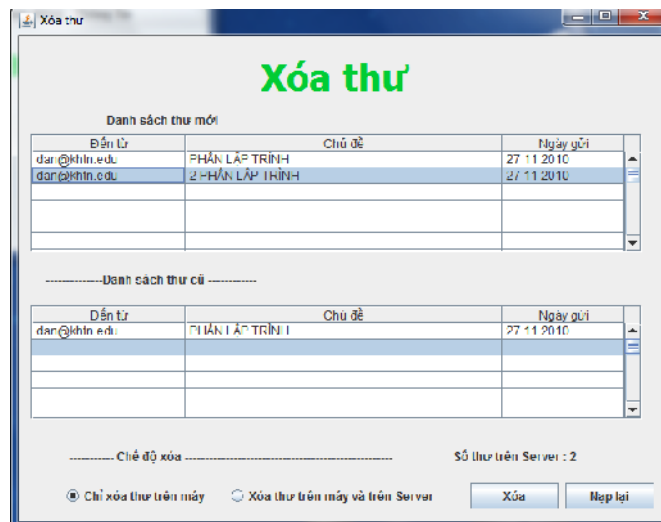 Xóa thư
Xóa thư
Danh sách thư mới
Đến từ Chủ đề Ngày gửi
dan@khtn.edu PHẦN LẬP TRÌNH 27 11 2010
dan@khtn.edu 2 PHẦN LẬP TRÌNH 27 11 2010
--------------Danh sách thư cũ ------------
Đến từ Chủ đề Ngày gửi
dan@khtn.edu PHẦN LẬP TRÌNH 27 11 2010
----------- Chế độ xóa ---------------------------------------------------- Số thư trên Server : 2
Chỉ xóa thư trên máy Xóa thư trên máy và trên Server Xóa Nạp lại